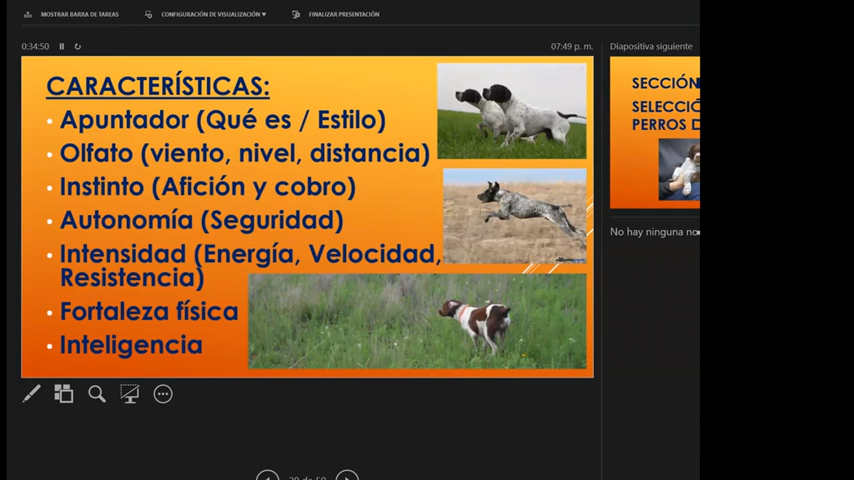 MOSTRAR BARRA DE TAREAS
CONFIGURACIÓN DE VISUALIZACIÓN ▼
FINALIZAR PRESENTACIÓN
0:34:50
07:49 p. m.
Diapositiva siguiente
CARACTERÍSTICAS:
• Apuntador (Qué es / Estilo)
• Olfato (viento, nivel, distancia)
• Instinto (Afición y cobro)
• Autonomía (Seguridad)
• Intensidad (Energía, Velocidad,
Resistencia)
• Fortaleza física
• Inteligencia
SECCIÓN
SELECCIÓ
PERROS D
No hay ninguna no